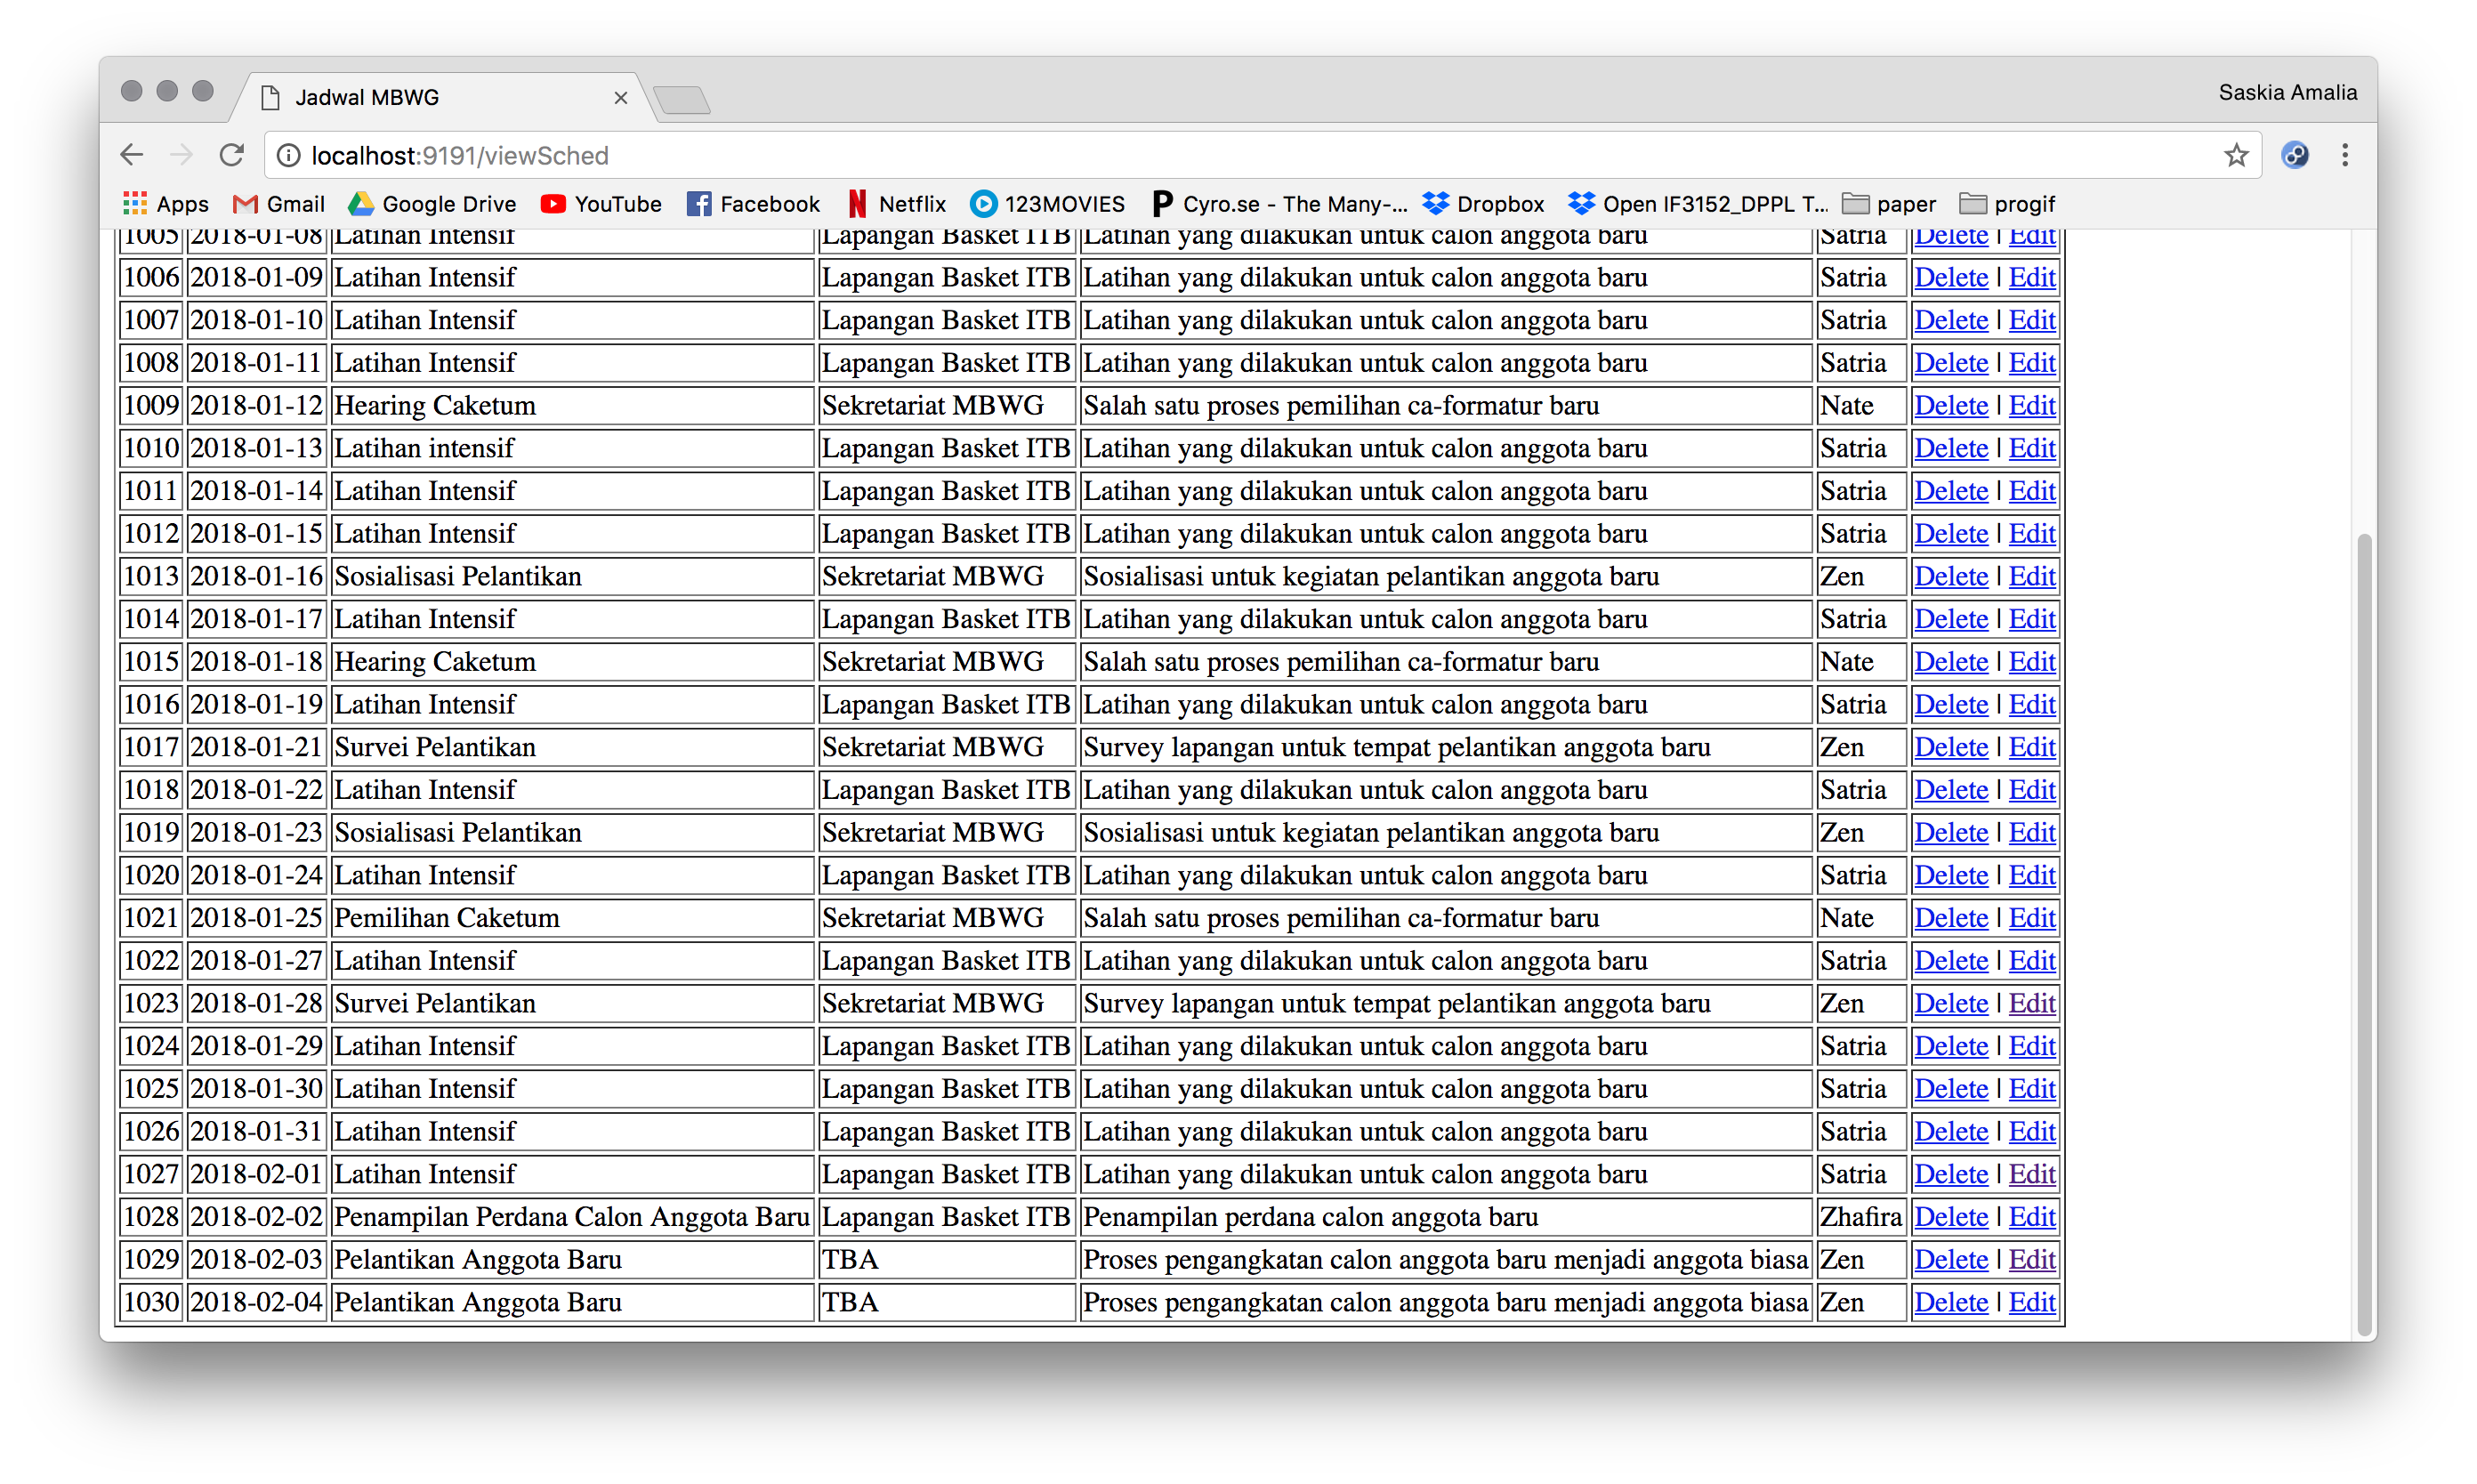 Jadwal MBWG
Saskia Amalia
localhost:9191/viewSched
Apps Gmail Google Drive YouTube Facebook Netflix 123MOVIES Cyro.se - The Many-... Dropbox Open IF3152_DPPL T... paper progif
1005 2018-01-08 Latihan Intensif Lapangan Basket ITB Latihan yang dilakukan untuk calon anggota baru Satria Delete | Edit
1006 2018-01-09 Latihan Intensif Lapangan Basket ITB Latihan yang dilakukan untuk calon anggota baru Satria Delete | Edit
1007 2018-01-10 Latihan Intensif Lapangan Basket ITB Latihan yang dilakukan untuk calon anggota baru Satria Delete | Edit
1008 2018-01-11 Latihan Intensif Lapangan Basket ITB Latihan yang dilakukan untuk calon anggota baru Satria Delete | Edit
1009 2018-01-12 Hearing Caketum Sekretariat MBWG Salah satu proses pemilihan ca-formatur baru Nate Delete | Edit
1010 2018-01-13 Latihan intensif Lapangan Basket ITB Latihan yang dilakukan untuk calon anggota baru Satria Delete | Edit
1011 2018-01-14 Latihan Intensif Lapangan Basket ITB Latihan yang dilakukan untuk calon anggota baru Satria Delete | Edit
1012 2018-01-15 Latihan Intensif Lapangan Basket ITB Latihan yang dilakukan untuk calon anggota baru Satria Delete | Edit
1013 2018-01-16 Sosialisasi Pelantikan Sekretariat MBWG Sosialisasi untuk kegiatan pelantikan anggota baru Zen Delete | Edit
1014 2018-01-17 Latihan Intensif Lapangan Basket ITB Latihan yang dilakukan untuk calon anggota baru Satria Delete | Edit
1015 2018-01-18 Hearing Caketum Sekretariat MBWG Salah satu proses pemilihan ca-formatur baru Nate Delete | Edit
1016 2018-01-19 Latihan Intensif Lapangan Basket ITB Latihan yang dilakukan untuk calon anggota baru Satria Delete | Edit
1017 2018-01-21 Survei Pelantikan Sekretariat MBWG Survey lapangan untuk tempat pelantikan anggota baru Zen Delete | Edit
1018 2018-01-22 Latihan Intensif Lapangan Basket ITB Latihan yang dilakukan untuk calon anggota baru Satria Delete | Edit
1019 2018-01-23 Sosialisasi Pelantikan Sekretariat MBWG Sosialisasi untuk kegiatan pelantikan anggota baru Zen Delete | Edit
1020 2018-01-24 Latihan Intensif Lapangan Basket ITB Latihan yang dilakukan untuk calon anggota baru Satria Delete | Edit
1021 2018-01-25 Pemilihan Caketum Sekretariat MBWG Salah satu proses pemilihan ca-formatur baru Nate Delete | Edit
1022 2018-01-27 Latihan Intensif Lapangan Basket ITB Latihan yang dilakukan untuk calon anggota baru Satria Delete | Edit
1023 2018-01-28 Survei Pelantikan Sekretariat MBWG Survey lapangan untuk tempat pelantikan anggota baru Zen Delete | Edit
1024 2018-01-29 Latihan Intensif Lapangan Basket ITB Latihan yang dilakukan untuk calon anggota baru Satria Delete | Edit
1025 2018-01-30 Latihan Intensif Lapangan Basket ITB Latihan yang dilakukan untuk calon anggota baru Satria Delete | Edit
1026 2018-01-31 Latihan Intensif Lapangan Basket ITB Latihan yang dilakukan untuk calon anggota baru Satria Delete | Edit
1027 2018-02-01 Latihan Intensif Lapangan Basket ITB Latihan yang dilakukan untuk calon anggota baru Satria Delete | Edit
1028 2018-02-02 Penampilan Perdana Calon Anggota Baru Lapangan Basket ITB Penampilan perdana calon anggota baru Zhafira Delete | Edit
1029 2018-02-03 Pelantikan Anggota Baru TBA Proses pengangkatan calon anggota baru menjadi anggota biasa Zen Delete | Edit
1030 2018-02-04 Pelantikan Anggota Baru TBA Proses pengangkatan calon anggota baru menjadi anggota biasa Zen Delete | Edit